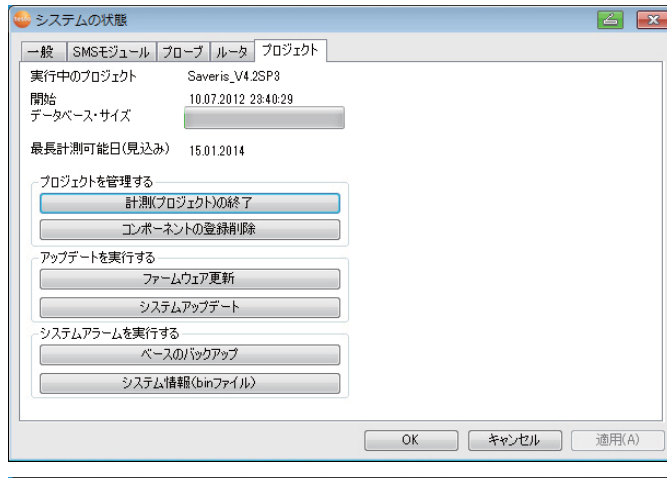 システムの状態
一般 SMSモジュール プローブ ルータ プロジェクト
実行中のプロジェクト Saveris_V4.2SP3
開始 10.07.2012 23:40:29
データベース・サイズ
最長計測可能日(見込み) 15.01.2014
プロジェクトを管理する
計測(プロジェクト)の終了
コンポーネントの登録削除
アップデートを実行する
ファームウェア更新
システムアップデート
システムアラームを実行する
ベースのバックアップ
システム情報(binファイル)
OK キャンセル 適用(A)